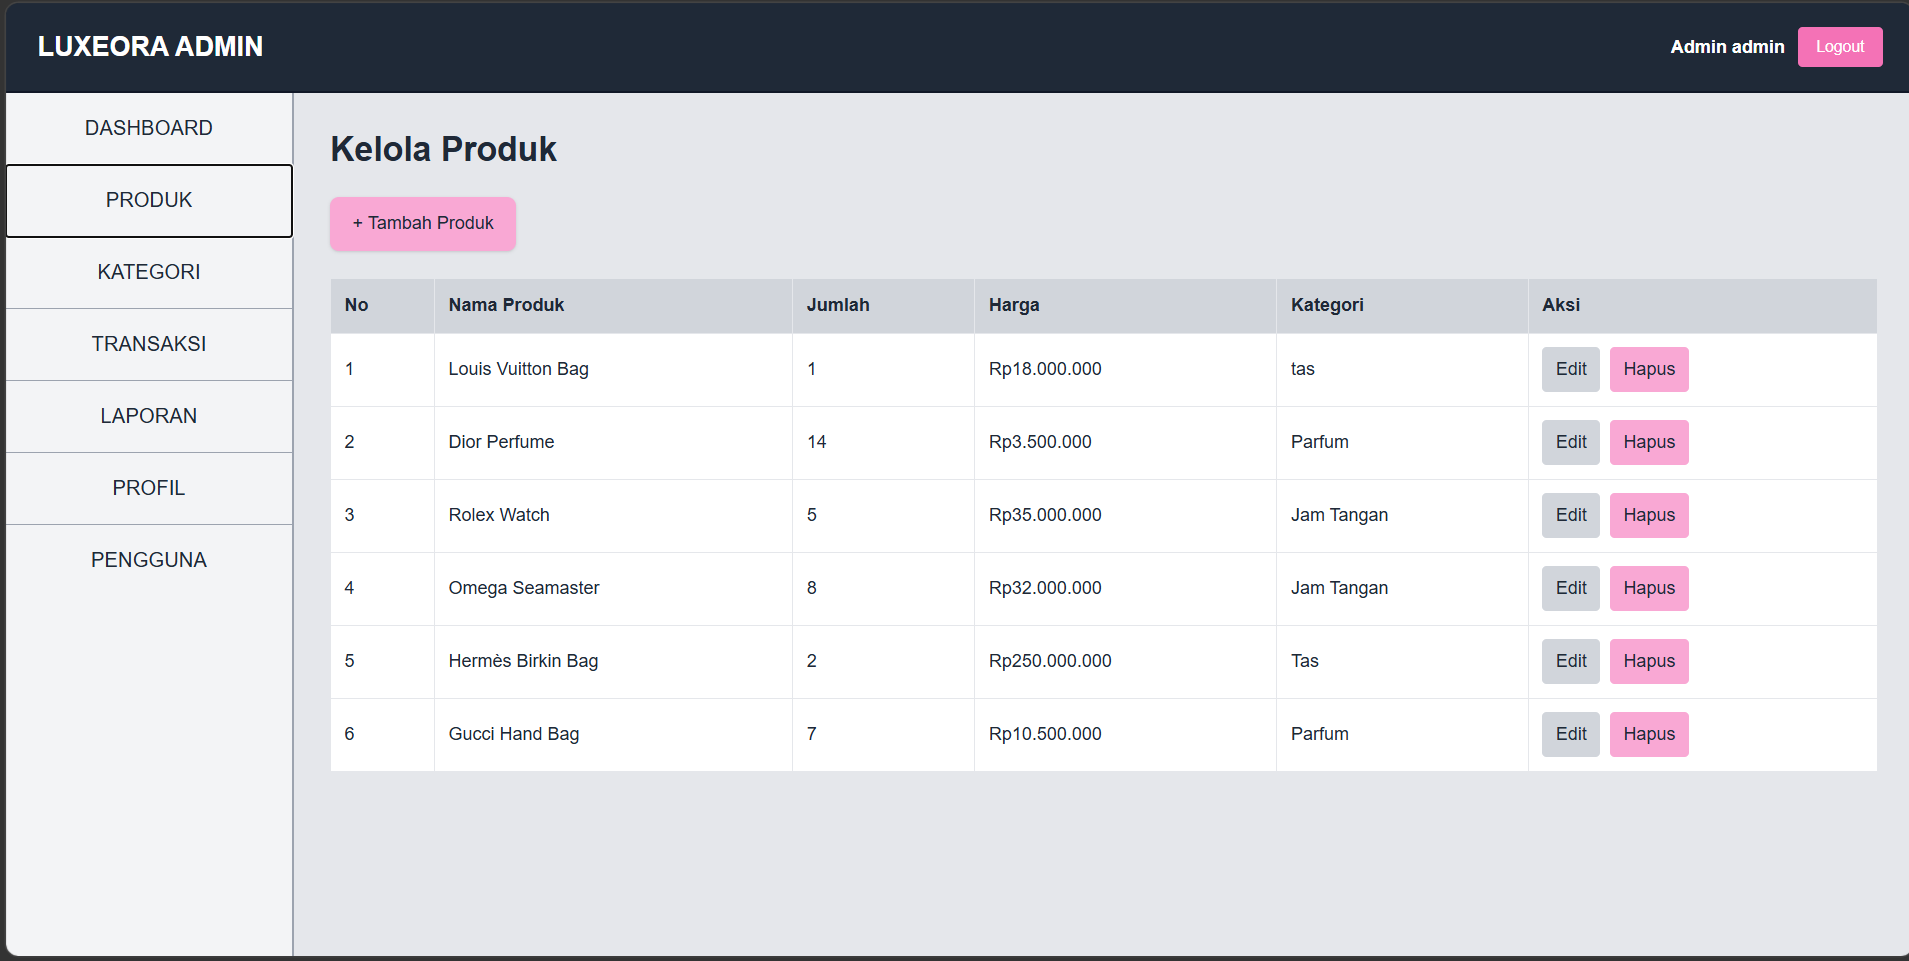 LUXEORA ADMIN
Admin admin Logout
DASHBOARD
PRODUK
KATEGORI
TRANSAKSI
LAPORAN
PROFIL
PENGGUNA
Kelola Produk
+ Tambah Produk
No Nama Produk Jumlah Harga Kategori Aksi
1 Louis Vuitton Bag 1 Rp18.000.000 tas Edit Hapus
2 Dior Perfume 14 Rp3.500.000 Parfum Edit Hapus
3 Rolex Watch 5 Rp35.000.000 Jam Tangan Edit Hapus
4 Omega Seamaster 8 Rp32.000.000 Jam Tangan Edit Hapus
5 Hermès Birkin Bag 2 Rp250.000.000 Tas Edit Hapus
6 Gucci Hand Bag 7 Rp10.500.000 Parfum Edit Hapus